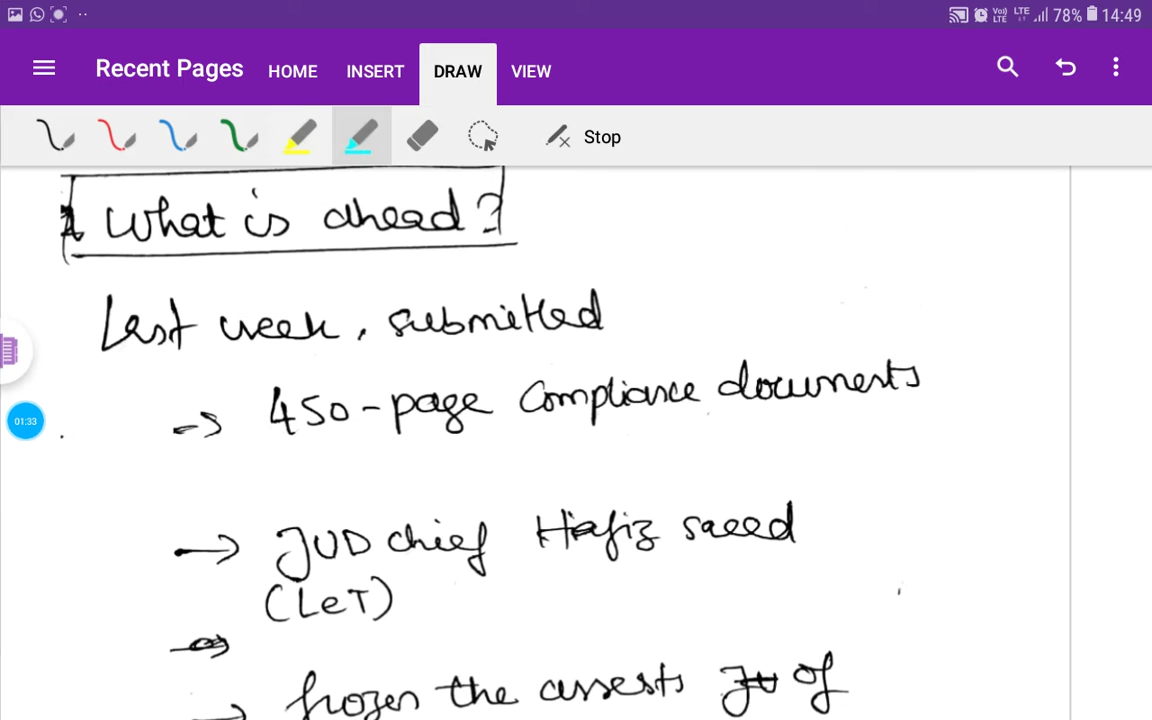 78% 14:49
Recent Pages HOME INSERT DRAW VIEW
Stop
What is ahead?
Last week, submitted
→ 450-page Compliance documents
01:33
→ JUD chief Hafiz saeed
(LeT)
→ frozen the assests of